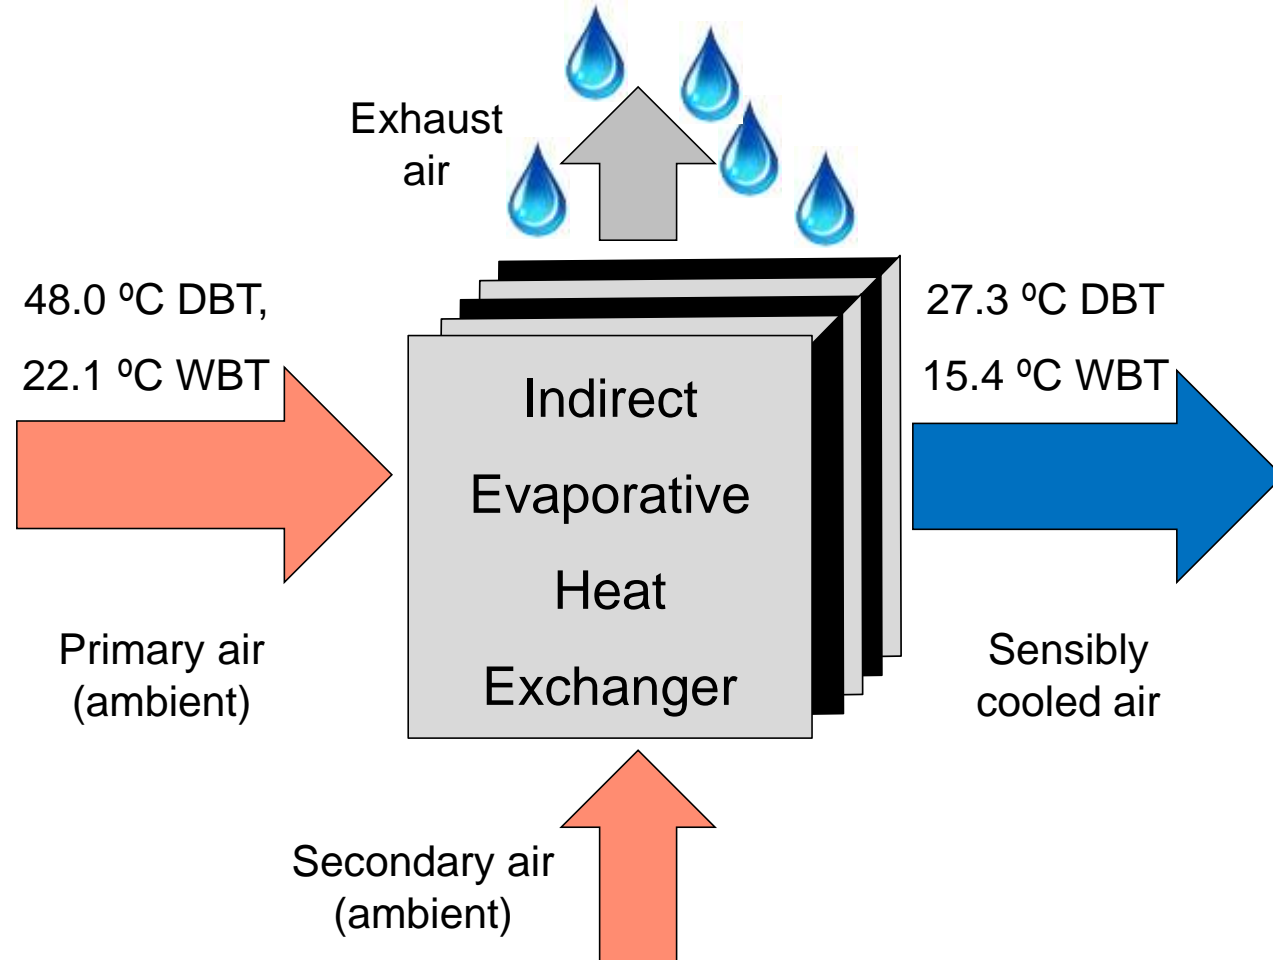 Exhaust
air
48.0 ºC DBT,
22.1 ºC WBT
27.3 ºC DBT
15.4 ºC WBT
Indirect
Evaporative
Heat
Exchanger
Primary air
(ambient)
Sensibly
cooled air
Secondary air
(ambient)